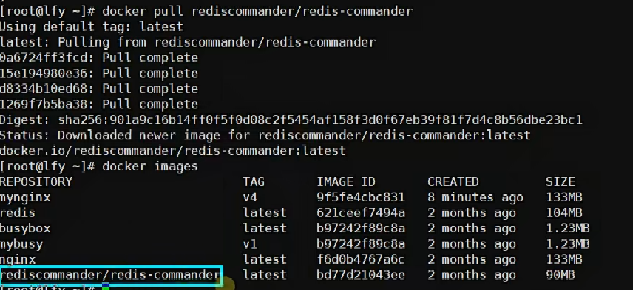 [root@lfy ~]# docker pull rediscommander/redis-commander
Using default tag: latest
latest: Pulling from rediscommander/redis-commander
0a6724ff3fcd: Pull complete
15e194980e36: Pull complete
d8334b10ed68: Pull complete
1269f7b5ba38: Pull complete
Digest: sha256:901a9c16b14ff0f5f0d08c2f5454af158f3d0f67eb39f81f7d4c8b56dbe23bc1
Status: Downloaded newer image for rediscommander/redis-commander:latest
docker.io/rediscommander/redis-commander:latest
[root@lfy ~]# docker images
REPOSITORY TAG IMAGE ID CREATED SIZE
mynginx v4 9f5fe4cbc831 8 minutes ago 133MB
redis latest 621ceef7494a 2 months ago 104MB
busybox latest b97242f89c8a 2 months ago 1.23MB
mybusy v1 b97242f89c8a 2 months ago 1.23MB
nginx latest f6d0b4767a6c 2 months ago 133MB
rediscommander/redis-commander latest bd77d21043ee 2 months ago 90MB
[root@lfy ~]#